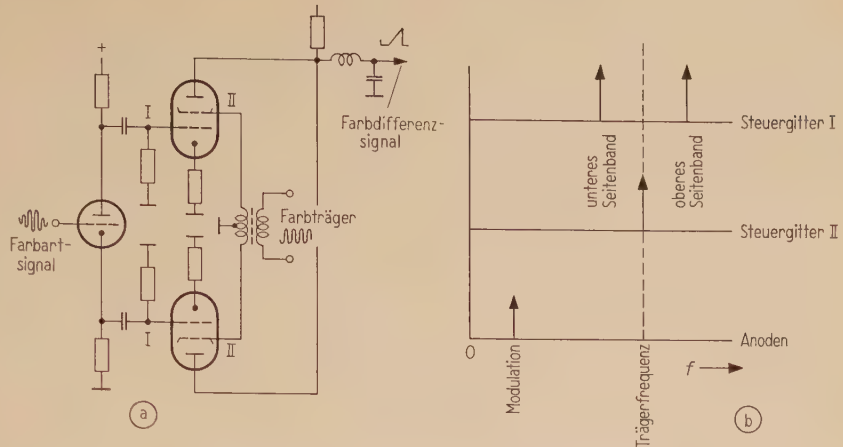 +
I
II
Farbdifferenz-
signal
Farbträger
Farbart-
signal
I
II
a
Steuergitter I
unteres
Seitenband
oberes
Seitenband
Steuergitter II
Anoden
0
Modulation
Trägerfrequenz
f
b